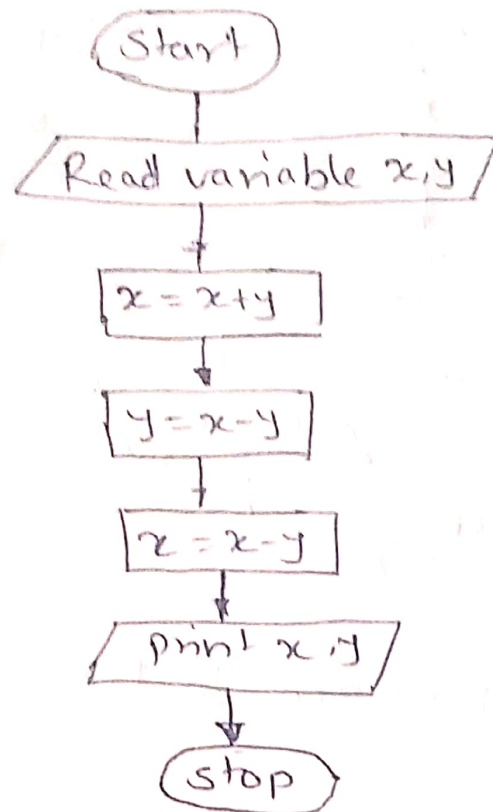 Start
Read variable x,y
x = x+y
y = x-y
x = x-y
print x,y
stop